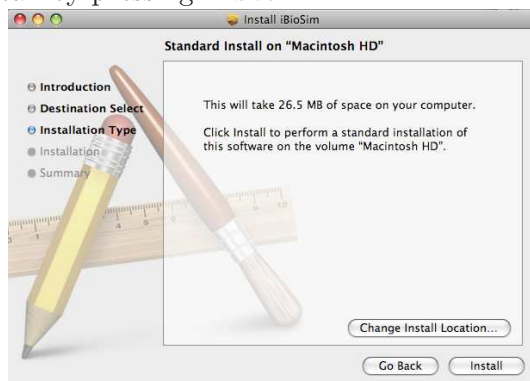 Install iBioSim
Standard Install on “Macintosh HD”
Introduction
Destination Select
Installation Type
Installation
Summary
This will take 26.5 MB of space on your computer.
Click Install to perform a standard installation of
this software on the volume “Macintosh HD”.
Change Install Location...
Go Back
Install